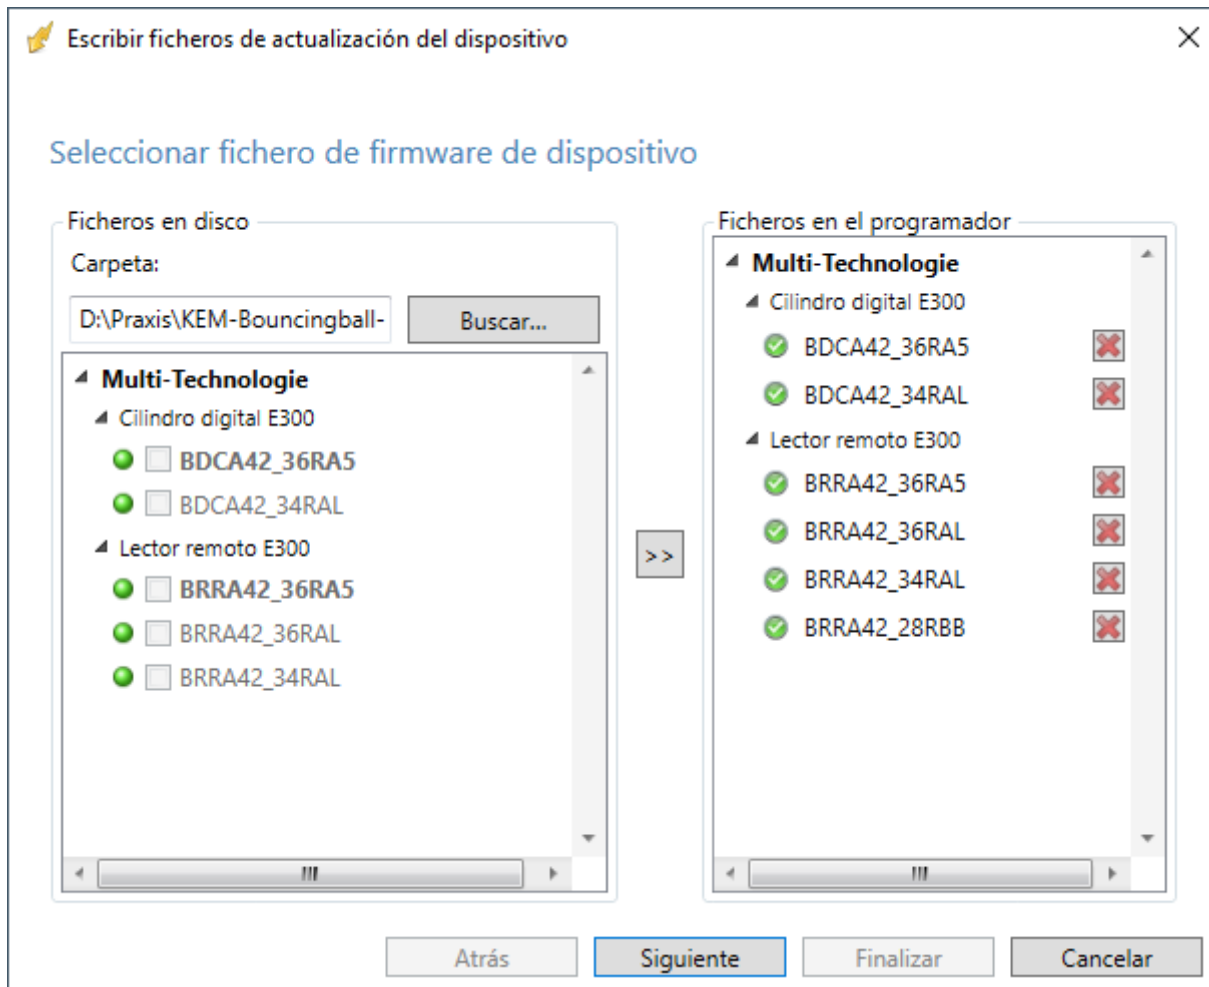 Escribir ficheros de actualización del dispositivo
Seleccionar fichero de firmware de dispositivo
Ficheros en disco
Carpeta:
D:\Praxis\KEM-Bouncingball-
Buscar...
Multi-Technologie
Cilindro digital E300
BDCA42_36RA5
BDCA42_34RAL
Lector remoto E300
BRRA42_36RA5
BRRA42_36RAL
BRRA42_34RAL
>>
Ficheros en el programador
Multi-Technologie
Cilindro digital E300
BDCA42_36RA5
BDCA42_34RAL
Lector remoto E300
BRRA42_36RA5
BRRA42_36RAL
BRRA42_34RAL
BRRA42_28RBB
Atrás
Siguiente
Finalizar
Cancelar